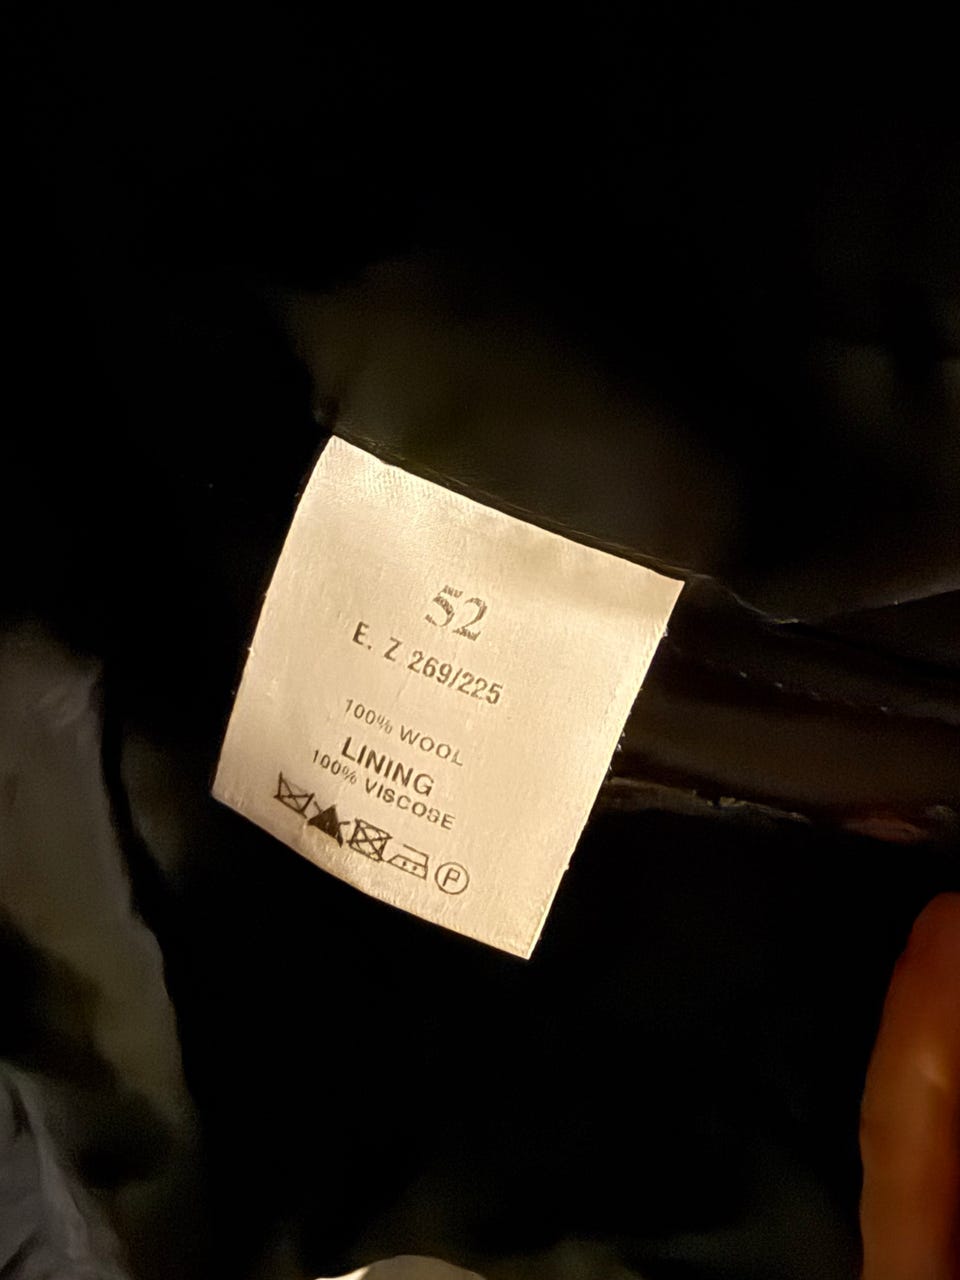 52
E. Z 269/225
100% WOOL
LINING
100% VISCOSE
P